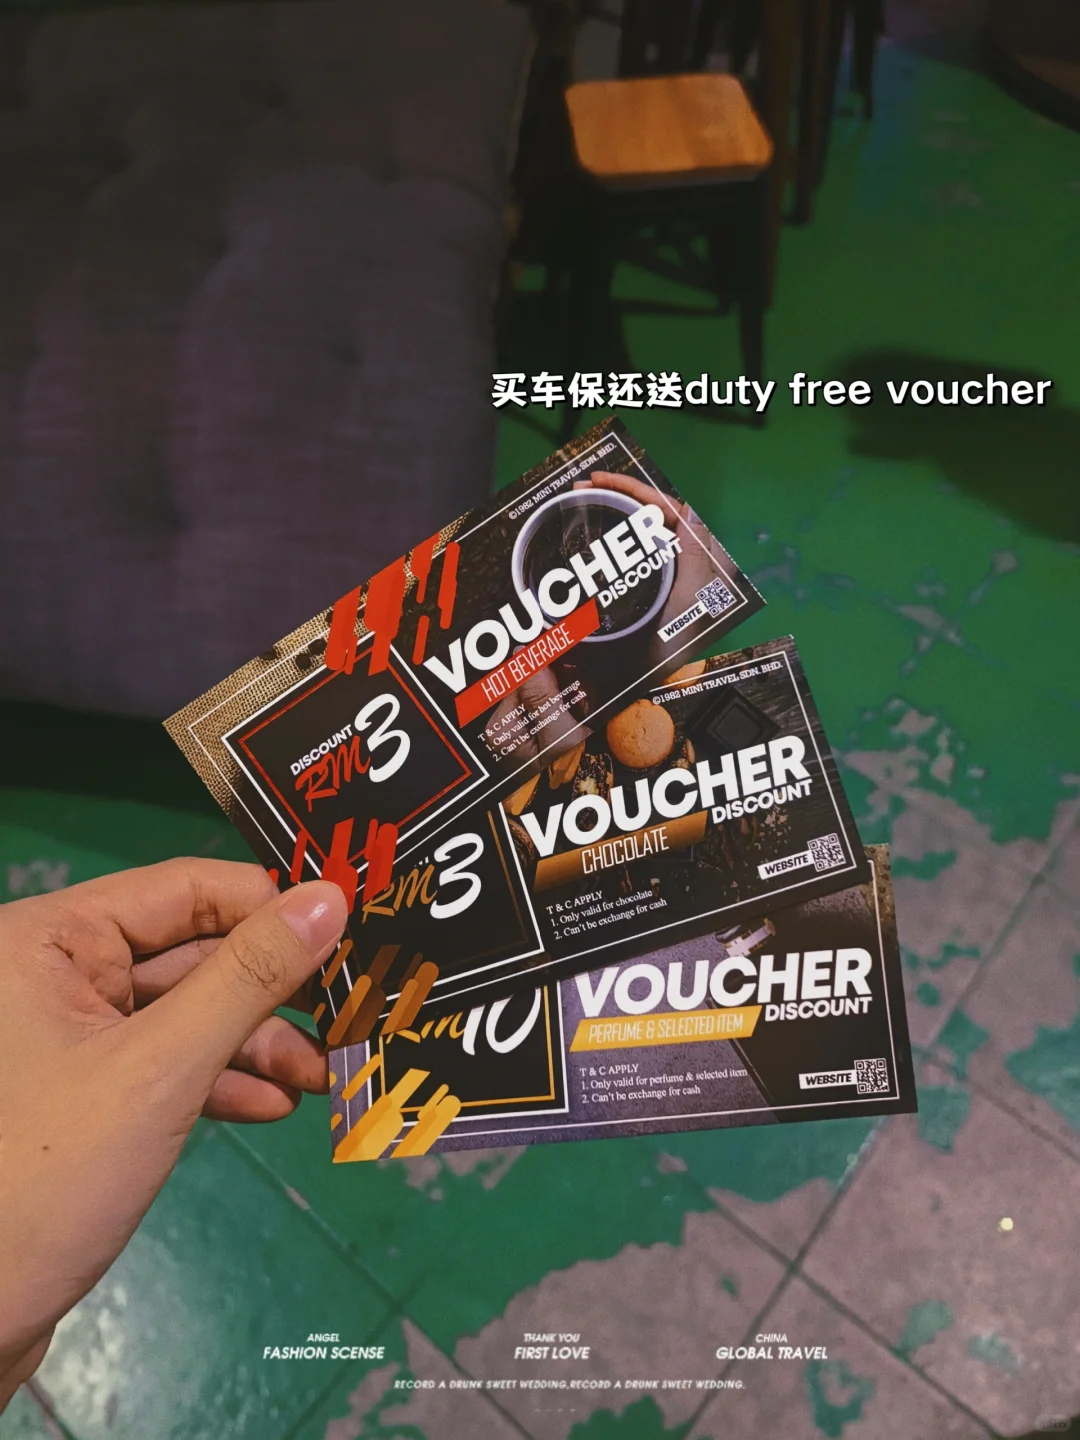 买车保还送duty free voucher
©1982 MINI TRAVEL SDN. BHD.
VOUCHER
DISCOUNT
HOT BEVERAGE
WEBSITE
T & C APPLY
1. Only valid for hot beverage
2. Can't be exchange for cash
DISCOUNT
RM3
©1982 MINI TRAVEL SDN. BHD.
VOUCHER
DISCOUNT
CHOCOLATE
WEBSITE
T & C APPLY
1. Only valid for chocolate
2. Can't be exchange for cash
RM3
VOUCHER
DISCOUNT
PERFUME & SELECTED ITEM
T & C APPLY
1. Only valid for perfume & selected item
2. Can't be exchange for cash
WEBSITE
RM10
ANGEL
FASHION SCENSE
THANK YOU
FIRST LOVE
CHINA
GLOBAL TRAVEL
RECORD A DRUNK SWEET WEDDING,RECORD A DRUNK SWEET WEDDING.